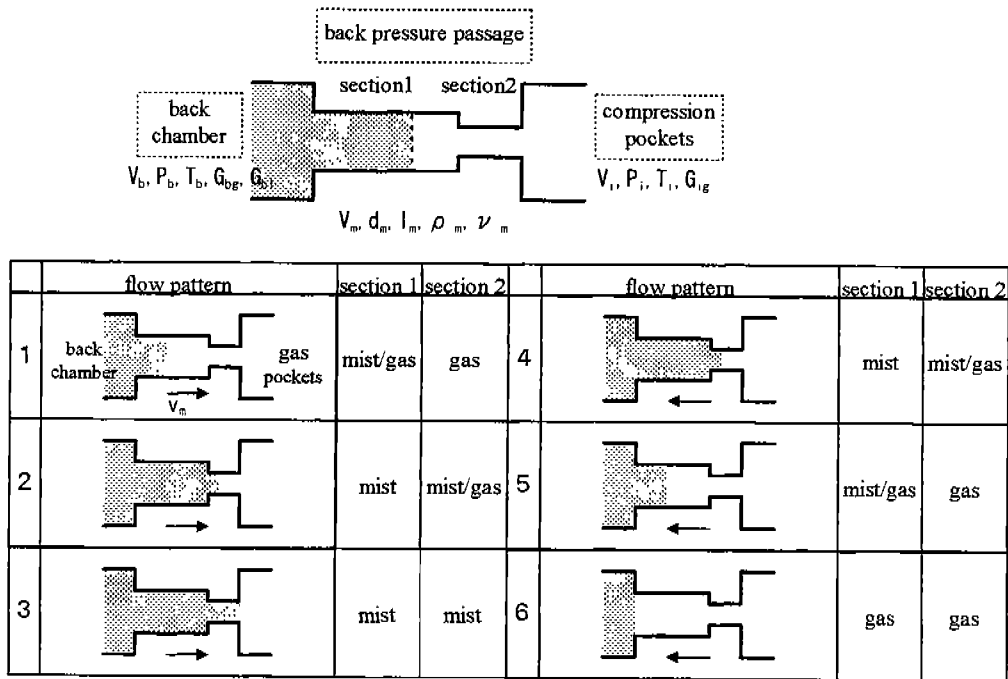 back pressure passage
section1 section2
back
chamber
compression
pockets
V_b, P_b, T_b, G_bg, G_bl
V_i, P_i, T_i, G_ig
V_m, d_m, l_m, ρ_m, ν_m
flow pattern section 1 section 2 flow pattern section 1 section 2
1 back chamber gas pockets V_m mist/gas gas
4 mist mist/gas
2 mist mist/gas
5 mist/gas gas
3 mist mist
6 gas gas